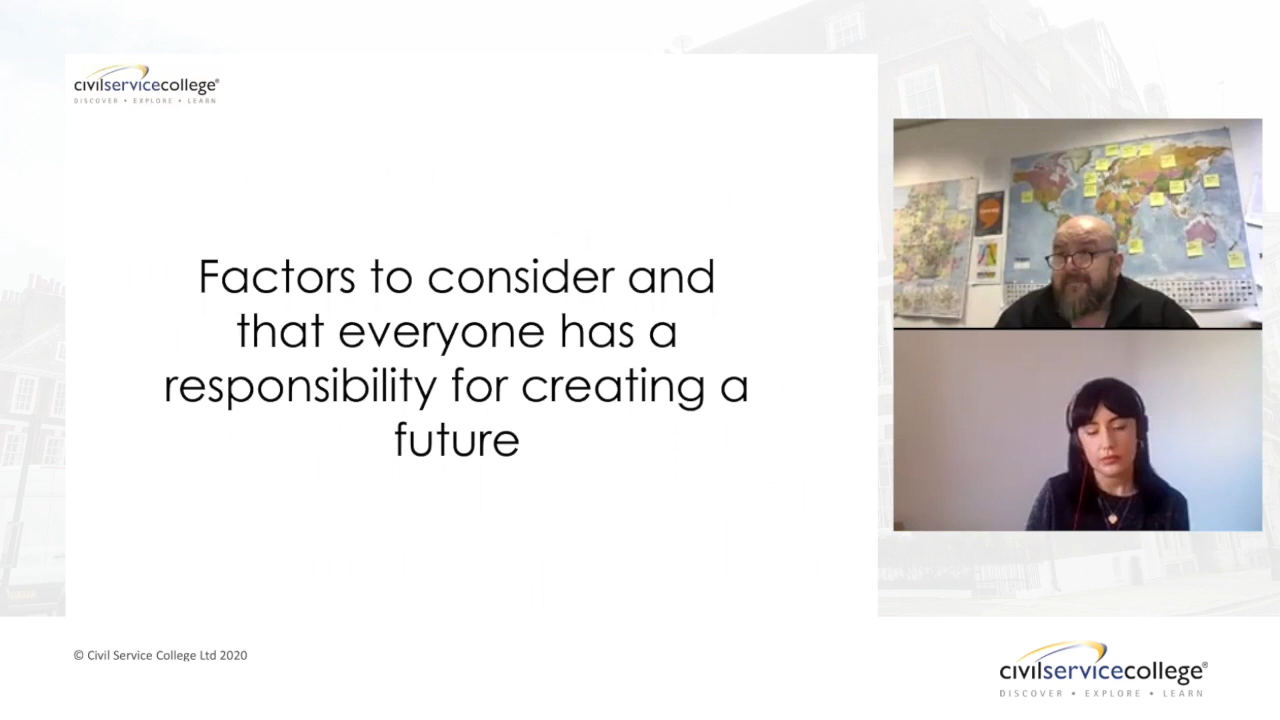 civilservicecollege®
DISCOVER • EXPLORE • LEARN
Factors to consider and
that everyone has a
responsibility for creating a
future
© Civil Service College Ltd 2020
civilservicecollege®
DISCOVER • EXPLORE • LEARN